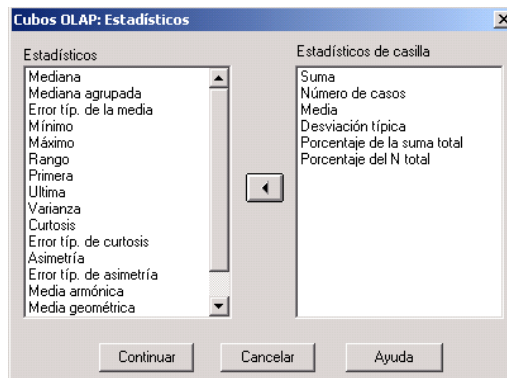 Cubos OLAP: Estadísticos
Estadísticos
Mediana
Mediana agrupada
Error típ. de la media
Mínimo
Máximo
Rango
Primera
Ultima
Varianza
Curtosis
Error típ. de curtosis
Asimetría
Error típ. de asimetría
Media armónica
Media geométrica
Estadísticos de casilla
Suma
Número de casos
Media
Desviación típica
Porcentaje de la suma total
Porcentaje del N total
Continuar
Cancelar
Ayuda